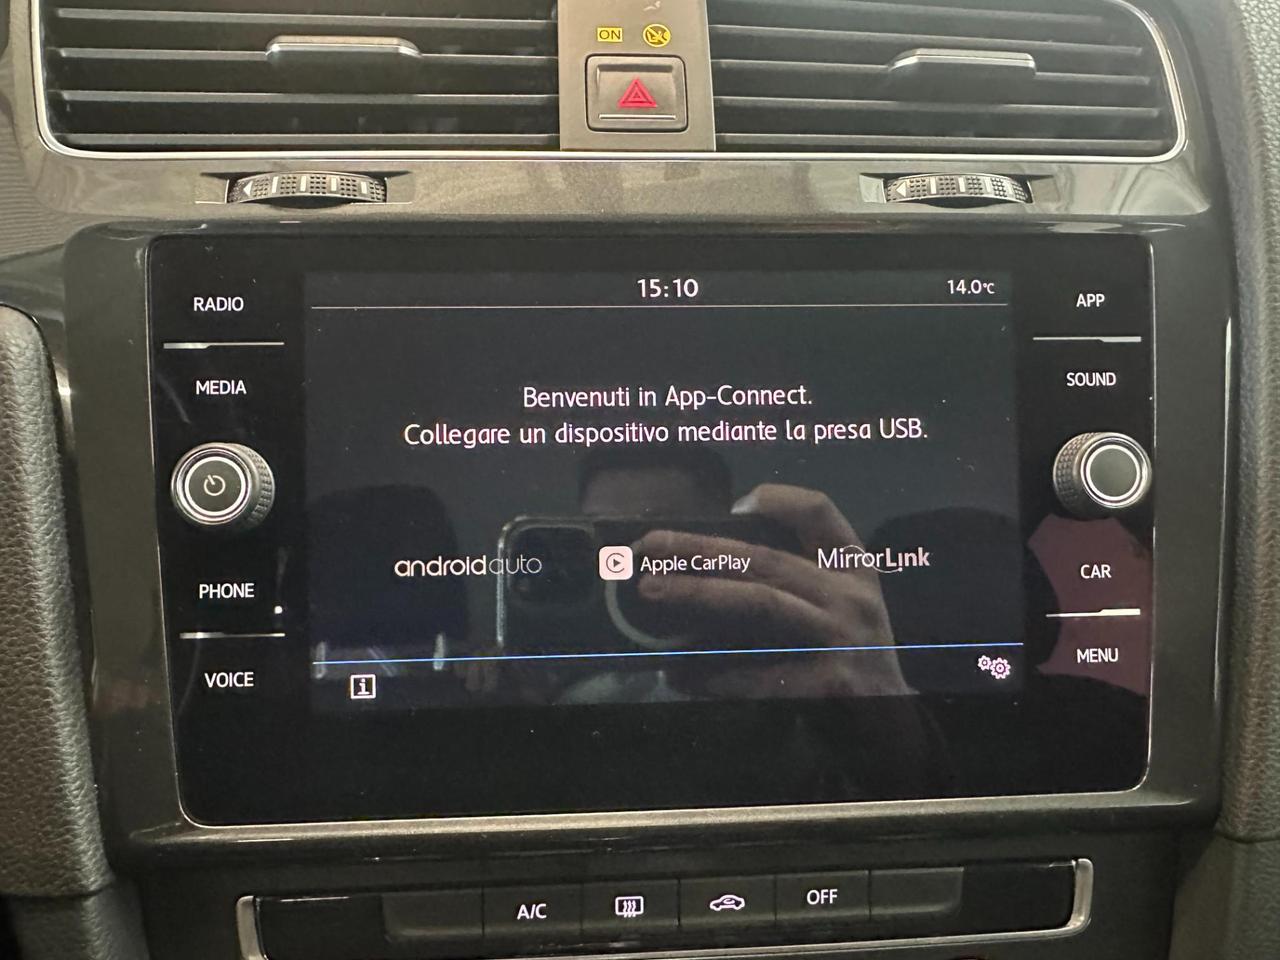 ON
15:10
14.0°C
RADIO
APP
MEDIA
SOUND
Benvenuti in App-Connect.
Collegare un dispositivo mediante la presa USB.
androidauto
Apple CarPlay
MirrorLink
PHONE
CAR
VOICE
MENU
i
A/C
OFF